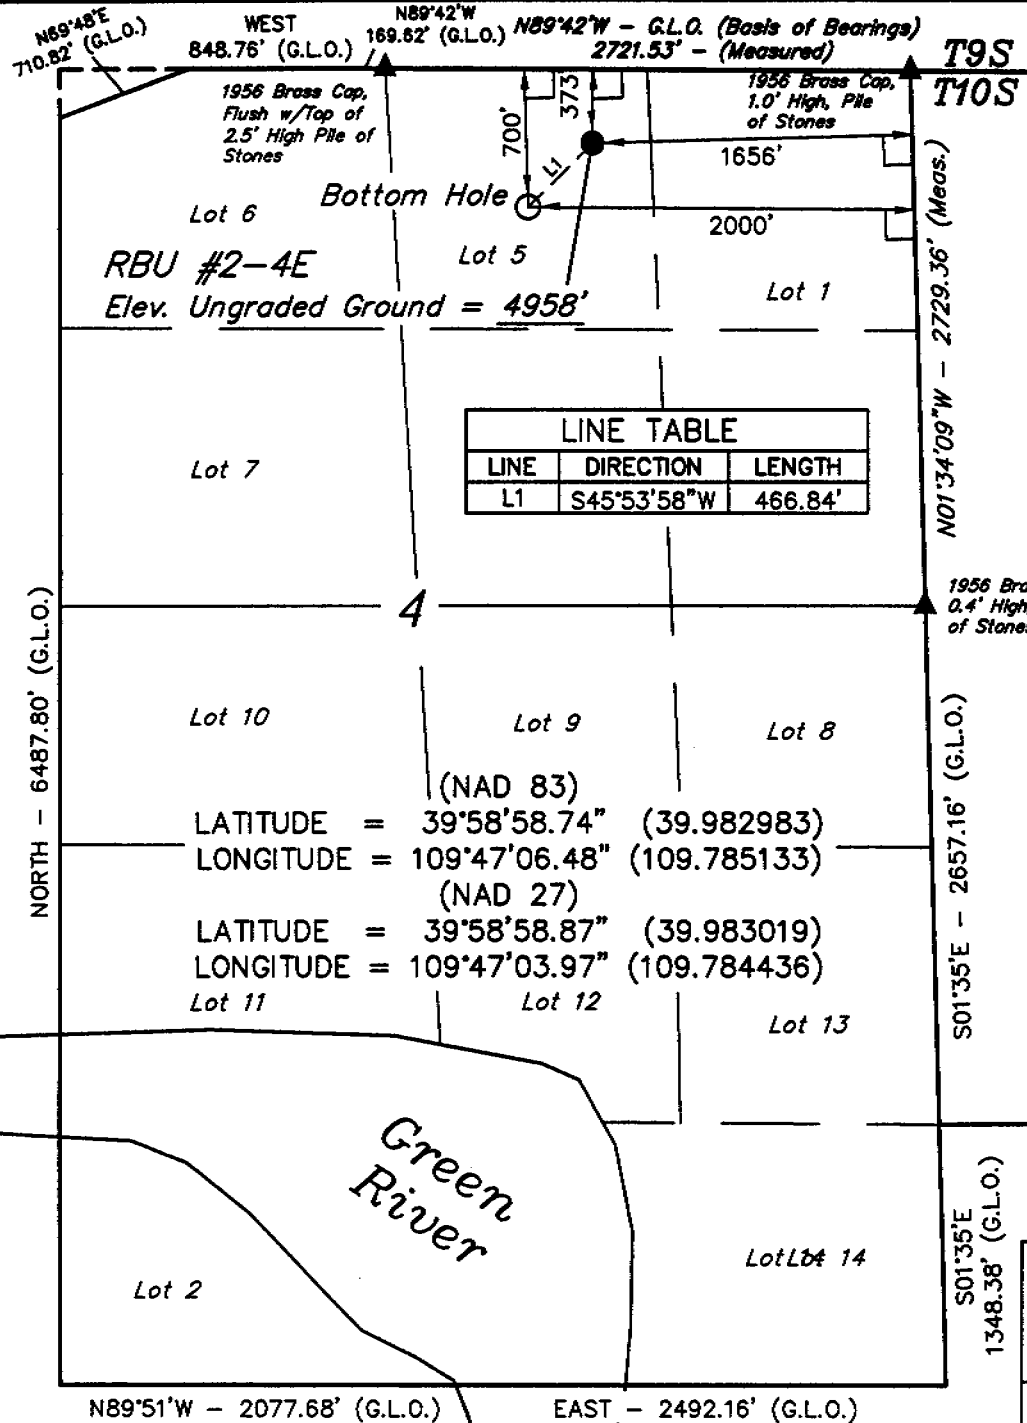 N69°48'E
710.82' (G.L.O.)
WEST
848.76' (G.L.O.)
N89°42'W
169.62' (G.L.O.)
N89°42'W - G.L.O. (Basis of Bearings)
2721.53' - (Measured)
T9S
T10S
1956 Brass Cap,
Flush w/Top of
2.5' High Pile of
Stones
1956 Brass Cap,
1.0' High, Pile
of Stones
373'
700'
1656'
L1
Bottom Hole
2000'
Lot 6
Lot 5
Lot 1
RBU #2-4E
Elev. Ungraded Ground = 4958'
N01°34'09"W - 2729.36' (Meas.)
LINE TABLE
LINE DIRECTION LENGTH
L1 S45°53'58"W 466.84'
Lot 7
4
1956 Bra
0.4' High
of Stone
NORTH - 6487.80' (G.L.O.)
Lot 10
Lot 9
Lot 8
(NAD 83)
LATITUDE = 39°58'58.74" (39.982983)
LONGITUDE = 109°47'06.48" (109.785133)
(NAD 27)
LATITUDE = 39°58'58.87" (39.983019)
LONGITUDE = 109°47'03.97" (109.784436)
S01°35'E - 2657.16' (G.L.O.)
Lot 11
Lot 12
Lot 13
Green
River
Lot 2
Lot 14
S01°35'E
1348.38' (G.L.O.)
N89°51'W - 2077.68' (G.L.O.)
EAST - 2492.16' (G.L.O.)